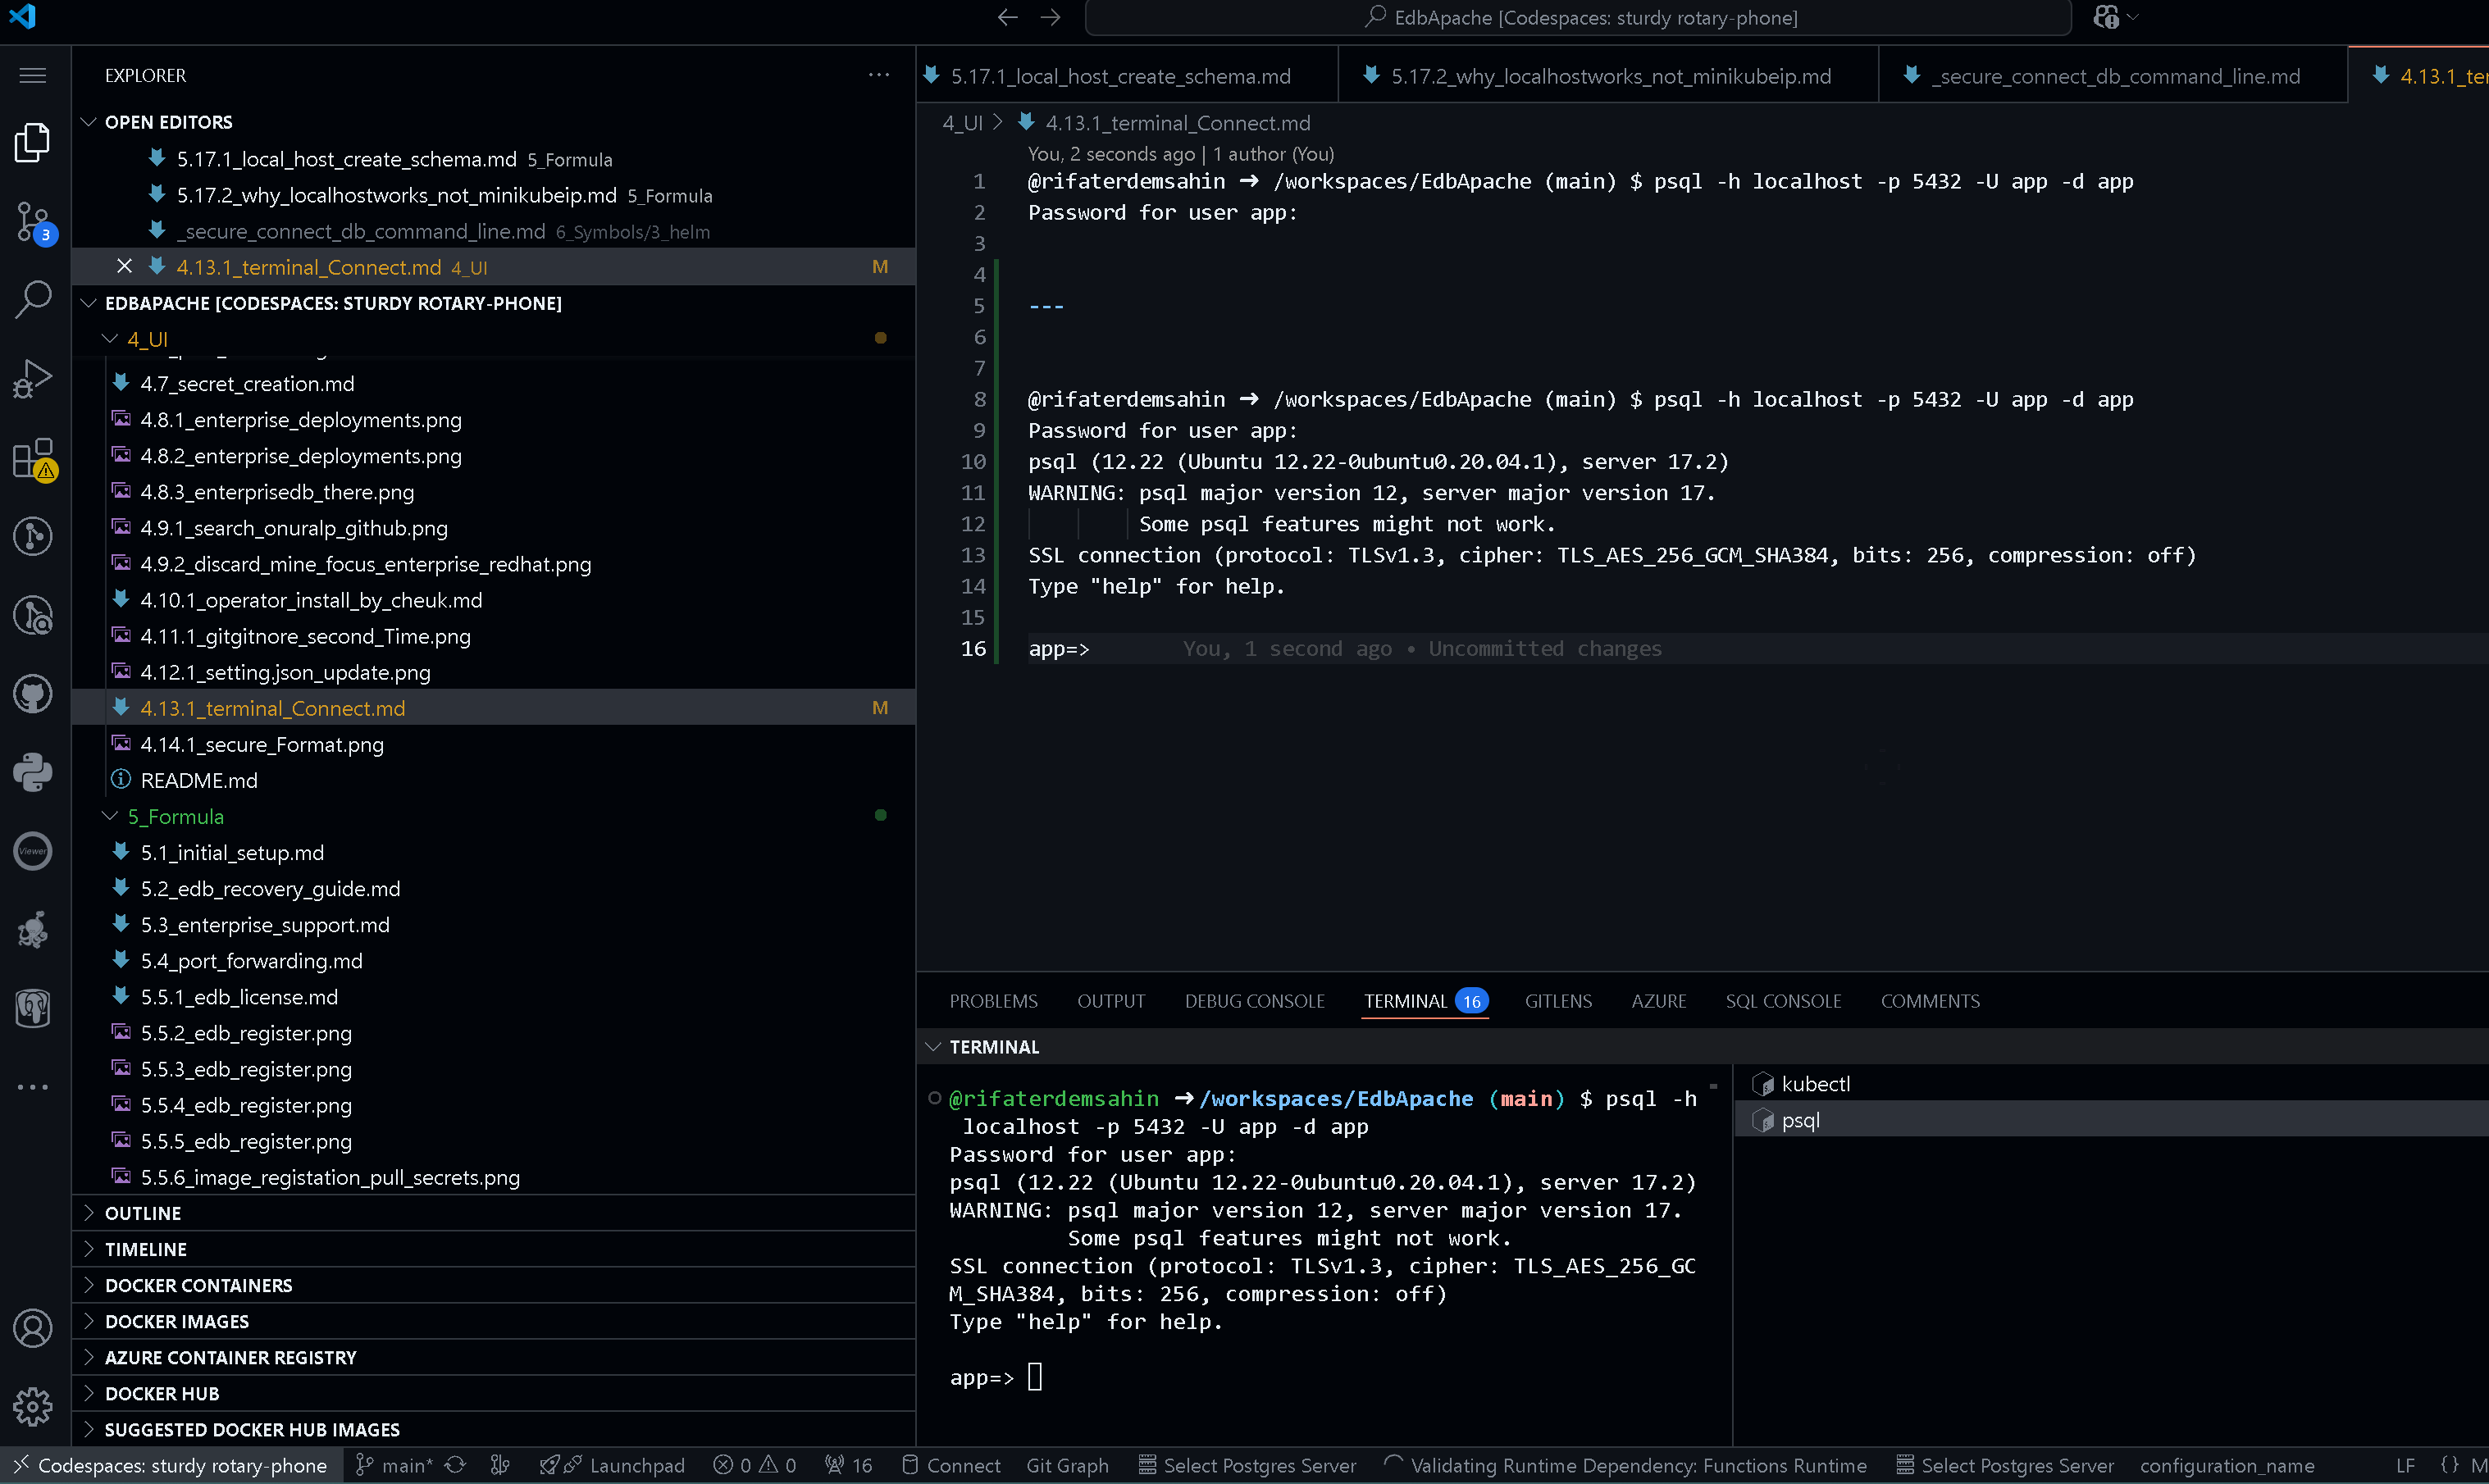 EdbApache [Codespaces: sturdy rotary-phone]
EXPLORER
OPEN EDITORS
5.17.1_local_host_create_schema.md 5_Formula
5.17.2_why_localhostworks_not_minikubeip.md 5_Formula
_secure_connect_db_command_line.md 6_Symbols/3_helm
4.13.1_terminal_Connect.md 4_UI M
EDBAPACHE [CODESPACES: STURDY ROTARY-PHONE]
4_UI
4.7_secret_creation.md
4.8.1_enterprise_deployments.png
4.8.2_enterprise_deployments.png
4.8.3_enterprisedb_there.png
4.9.1_search_onuralp_github.png
4.9.2_discard_mine_focus_enterprise_redhat.png
4.10.1_operator_install_by_cheuk.md
4.11.1_gitgitnore_second_Time.png
4.12.1_setting.json_update.png
4.13.1_terminal_Connect.md M
4.14.1_secure_Format.png
README.md
5_Formula
5.1_initial_setup.md
5.2_edb_recovery_guide.md
5.3_enterprise_support.md
5.4_port_forwarding.md
5.5.1_edb_license.md
5.5.2_edb_register.png
5.5.3_edb_register.png
5.5.4_edb_register.png
5.5.5_edb_register.png
5.5.6_image_registation_pull_secrets.png
OUTLINE
TIMELINE
DOCKER CONTAINERS
DOCKER IMAGES
AZURE CONTAINER REGISTRY
DOCKER HUB
SUGGESTED DOCKER HUB IMAGES
3
Viewer
5.17.1_local_host_create_schema.md 5.17.2_why_localhostworks_not_minikubeip.md _secure_connect_db_command_line.md 4.13.1_ter
4_UI > 4.13.1_terminal_Connect.md
You, 2 seconds ago | 1 author (You)
1 @rifaterdemsahin ➜ /workspaces/EdbApache (main) $ psql -h localhost -p 5432 -U app -d app
2 Password for user app:
3
4
5 ---
6
7
8 @rifaterdemsahin ➜ /workspaces/EdbApache (main) $ psql -h localhost -p 5432 -U app -d app
9 Password for user app:
10 psql (12.22 (Ubuntu 12.22-0ubuntu0.20.04.1), server 17.2)
11 WARNING: psql major version 12, server major version 17.
12 Some psql features might not work.
13 SSL connection (protocol: TLSv1.3, cipher: TLS_AES_256_GCM_SHA384, bits: 256, compression: off)
14 Type "help" for help.
15
16 app=> You, 1 second ago • Uncommitted changes
PROBLEMS OUTPUT DEBUG CONSOLE TERMINAL 16 GITLENS AZURE SQL CONSOLE COMMENTS
TERMINAL
@rifaterdemsahin ➜ /workspaces/EdbApache (main) $ psql -h
localhost -p 5432 -U app -d app
Password for user app:
psql (12.22 (Ubuntu 12.22-0ubuntu0.20.04.1), server 17.2)
WARNING: psql major version 12, server major version 17.
Some psql features might not work.
SSL connection (protocol: TLSv1.3, cipher: TLS_AES_256_GC
M_SHA384, bits: 256, compression: off)
Type "help" for help.
app=>
kubectl
psql
Codespaces: sturdy rotary-phone main* Launchpad 0 0 16 Connect Git Graph Select Postgres Server Validating Runtime Dependency: Functions Runtime Select Postgres Server configuration_name LF {} M